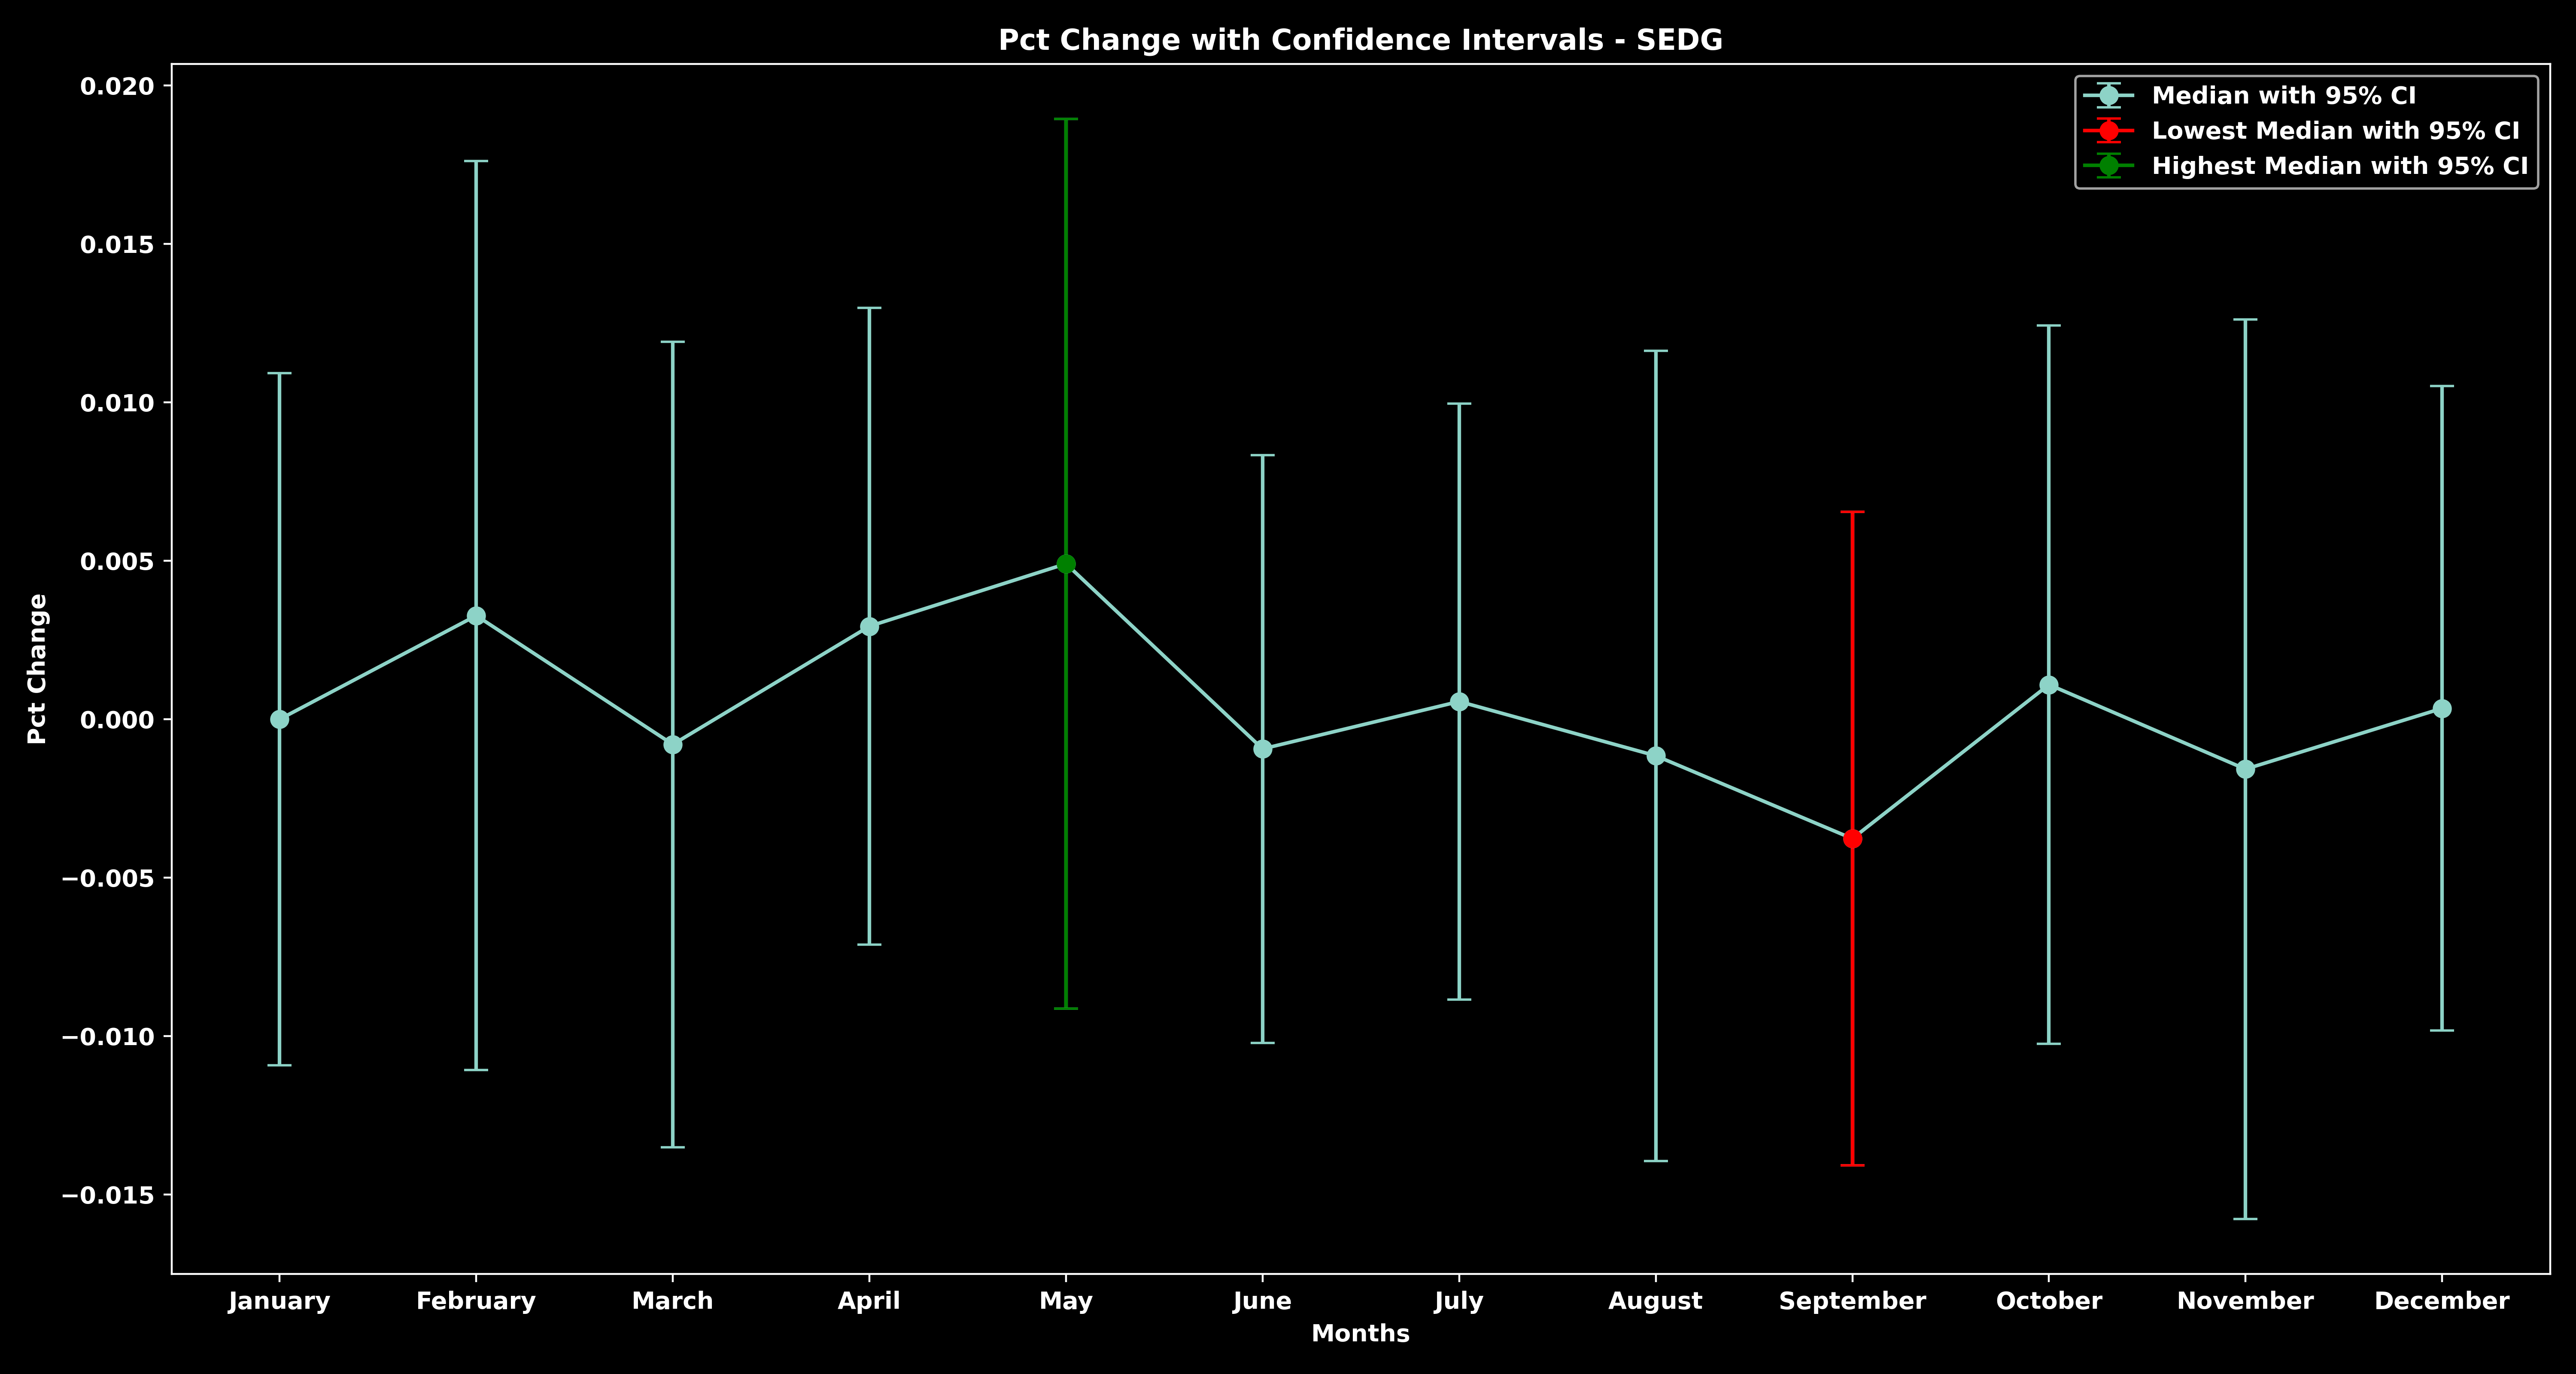 Pct Change with Confidence Intervals - SEDG
Median with 95% CI
Lowest Median with 95% CI
Highest Median with 95% CI
Pct Change
0.020
0.015
0.010
0.005
0.000
−0.005
−0.010
−0.015
January February March April May June July August September October November December
Months